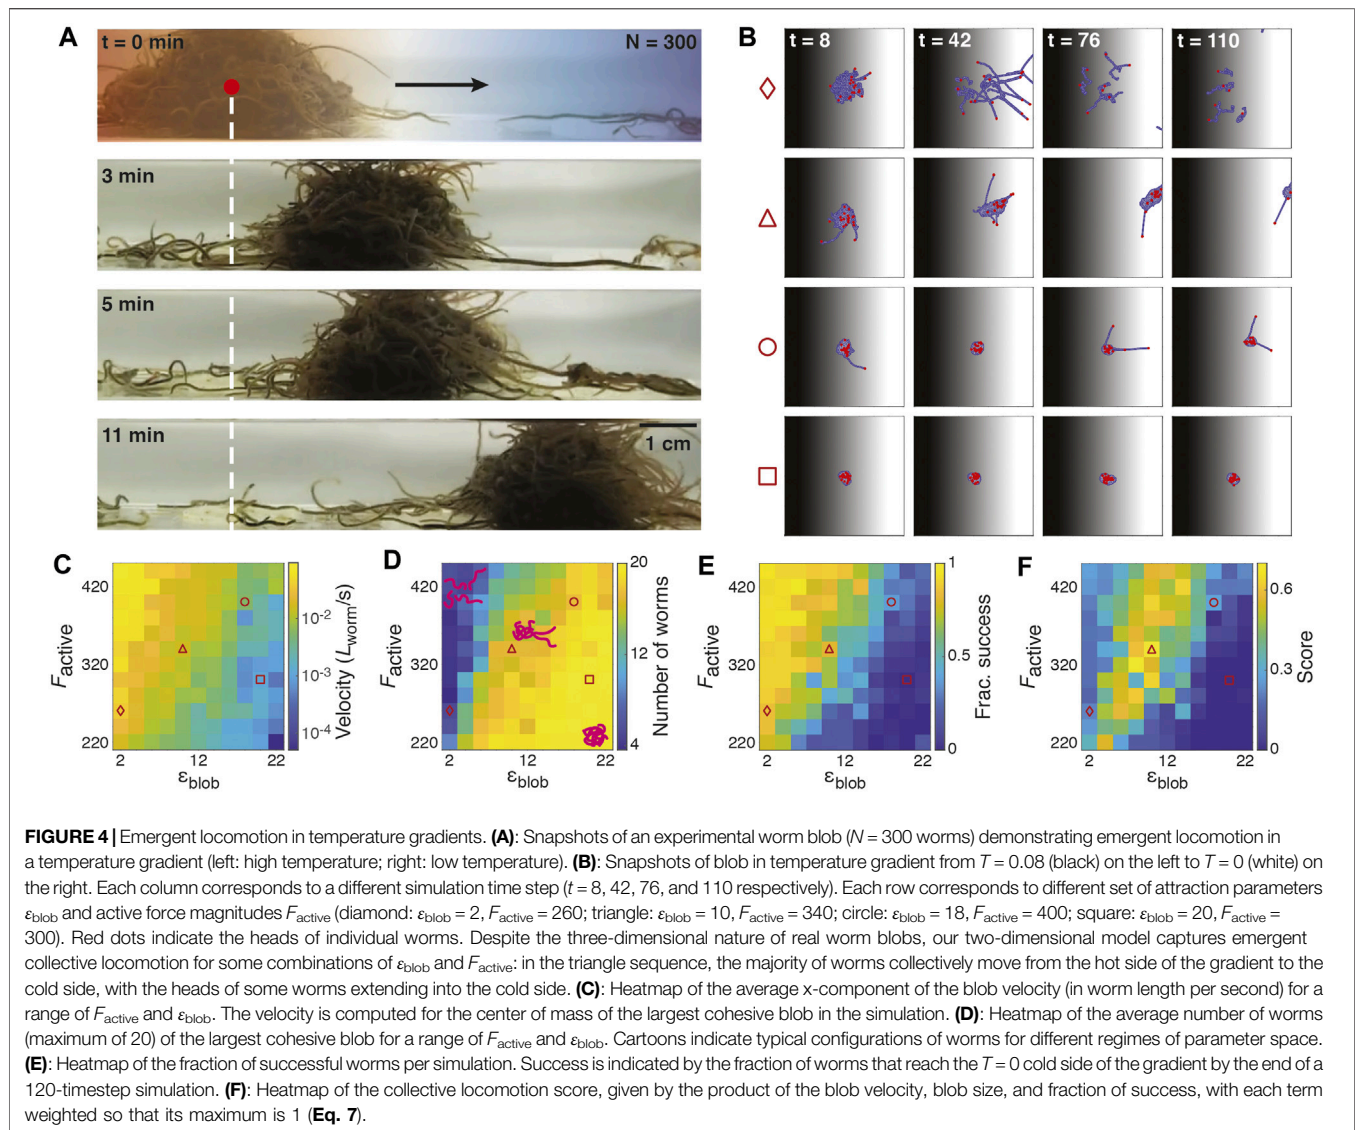 A
t = 0 min
N = 300
3 min
5 min
11 min
1 cm
B
t = 8
t = 42
t = 76
t = 110
C
420
320
220
Factive
2
12
22
εblob
10-2
10-3
10-4
Velocity (Lworm/s)
D
420
320
220
Factive
2
12
22
εblob
20
12
4
Number of worms
E
420
320
220
Factive
2
12
22
εblob
1
0.5
0
Frac. success
F
420
320
220
Factive
2
12
22
εblob
0.6
0.3
0
Score
FIGURE 4 | Emergent locomotion in temperature gradients. (A): Snapshots of an experimental worm blob (N = 300 worms) demonstrating emergent locomotion in
a temperature gradient (left: high temperature; right: low temperature). (B): Snapshots of blob in temperature gradient from T = 0.08 (black) on the left to T = 0 (white) on
the right. Each column corresponds to a different simulation time step (t = 8, 42, 76, and 110 respectively). Each row corresponds to different set of attraction parameters
εblob and active force magnitudes Factive (diamond: εblob = 2, Factive = 260; triangle: εblob = 10, Factive = 340; circle: εblob = 18, Factive = 400; square: εblob = 20, Factive =
300). Red dots indicate the heads of individual worms. Despite the three-dimensional nature of real worm blobs, our two-dimensional model captures emergent
collective locomotion for some combinations of εblob and Factive: in the triangle sequence, the majority of worms collectively move from the hot side of the gradient to the
cold side, with the heads of some worms extending into the cold side. (C): Heatmap of the average x-component of the blob velocity (in worm length per second) for a
range of Factive and εblob. The velocity is computed for the center of mass of the largest cohesive blob in the simulation. (D): Heatmap of the average number of worms
(maximum of 20) of the largest cohesive blob for a range of Factive and εblob. Cartoons indicate typical configurations of worms for different regimes of parameter space.
(E): Heatmap of the fraction of successful worms per simulation. Success is indicated by the fraction of worms that reach the T = 0 cold side of the gradient by the end of a
120-timestep simulation. (F): Heatmap of the collective locomotion score, given by the product of the blob velocity, blob size, and fraction of success, with each term
weighted so that its maximum is 1 (Eq. 7).